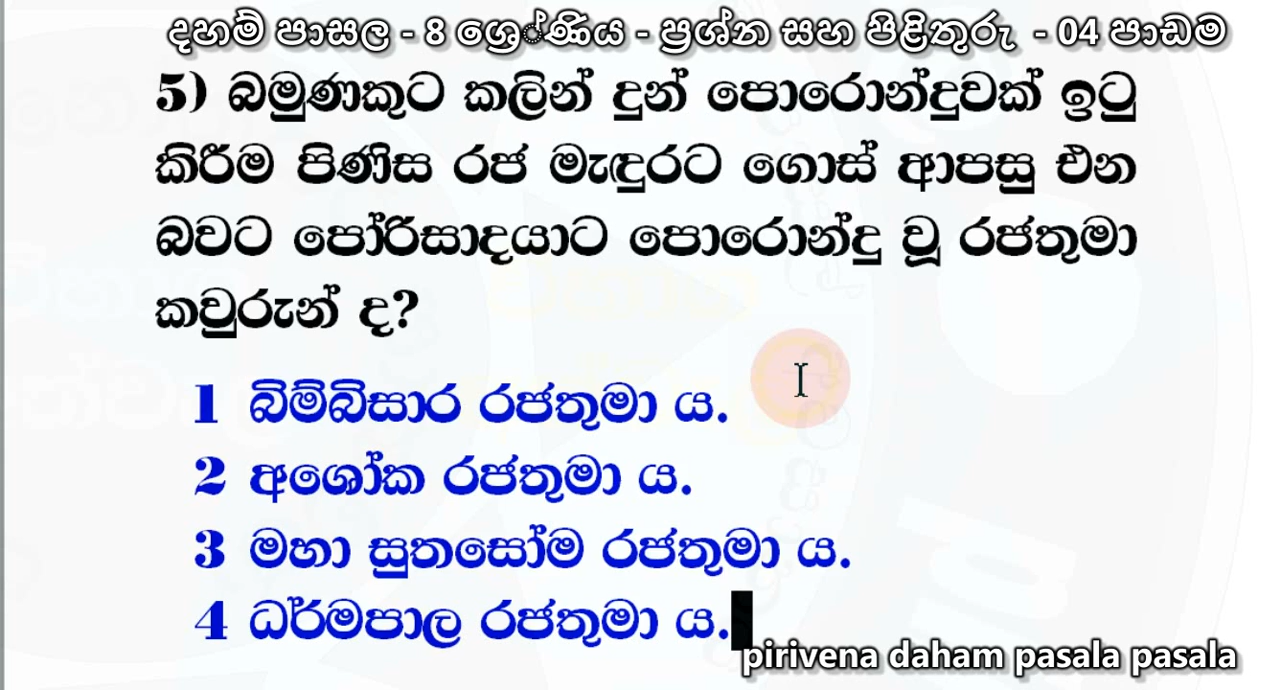 දහම් පාසල - 8 ශ්‍රේ්ණිය - ප්‍රශ්න සහ පිළිතුරු - 04 පාඩම
5) බමුණකුට කලින් දුන් පොරොන්දුවක් ඉටු
කිරීම පිණිස රජ මැඳුරට ගොස් ආපසු එන
බවට පෝරිසාදයාට පොරොන්දු වූ රජතුමා
කවුරුන් ද?
1 බිම්බිසාර රජතුමා ය.
2 අශෝක රජතුමා ය.
3 මහා සුතසෝම රජතුමා ය.
4 ධර්මපාල රජතුමා ය.
pirivena daham pasala pasala